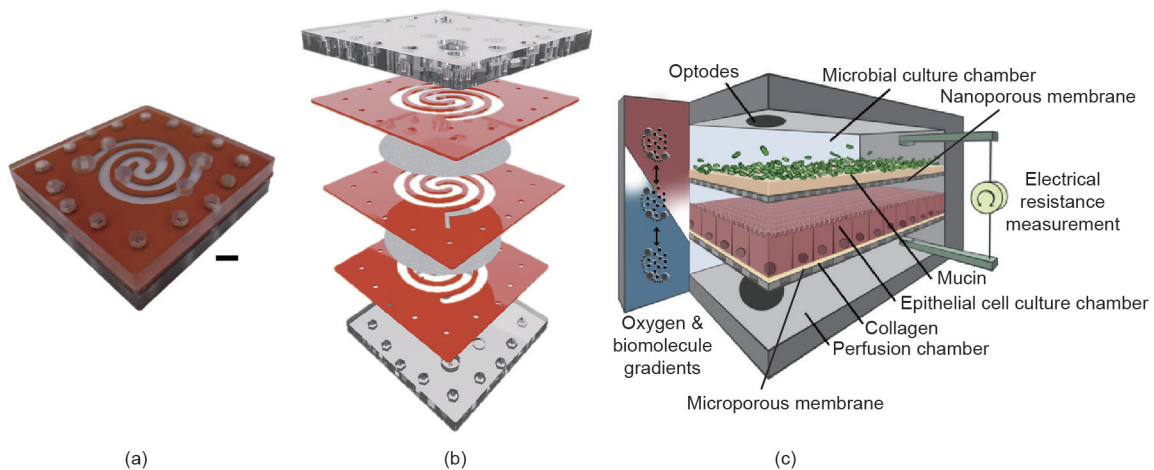 Optodes
Microbial culture chamber
Nanoporous membrane
Electrical
resistance
measurement
Mucin
Epithelial cell culture chamber
Collagen
Perfusion chamber
Oxygen &
biomolecule
gradients
Microporous membrane
(a)
(b)
(c)